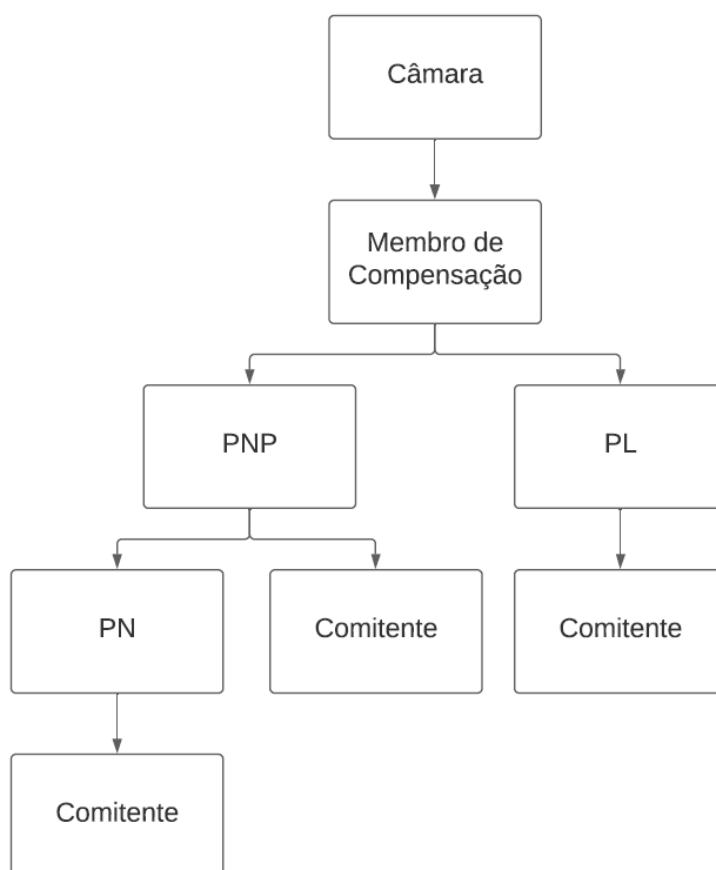 Câmara
Membro de
Compensação
PNP
PL
PN
Comitente
Comitente
Comitente